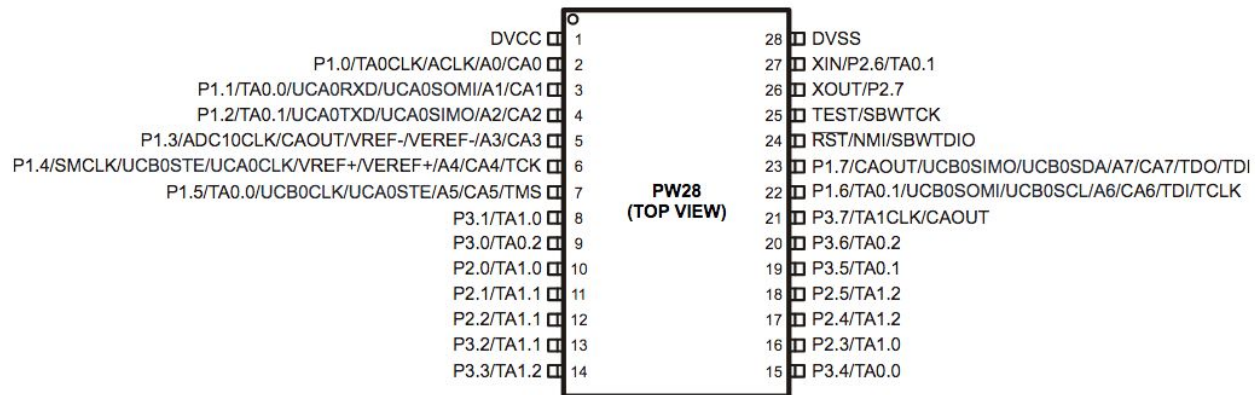 DVCC 1 28 DVSS
P1.0/TA0CLK/ACLK/A0/CA0 2 27 XIN/P2.6/TA0.1
P1.1/TA0.0/UCA0RXD/UCA0SOMI/A1/CA1 3 26 XOUT/P2.7
P1.2/TA0.1/UCA0TXD/UCA0SIMO/A2/CA2 4 25 TEST/SBWTCK
P1.3/ADC10CLK/CAOUT/VREF-/VEREF-/A3/CA3 5 24 RST/NMI/SBWTDIO
P1.4/SMCLK/UCB0STE/UCA0CLK/VREF+/VEREF+/A4/CA4/TCK 6 23 P1.7/CAOUT/UCB0SIMO/UCB0SDA/A7/CA7/TDO/TDI
P1.5/TA0.0/UCB0CLK/UCA0STE/A5/CA5/TMS 7 PW28 22 P1.6/TA0.1/UCB0SOMI/UCB0SCL/A6/CA6/TDI/TCLK
P3.1/TA1.0 8 (TOP VIEW) 21 P3.7/TA1CLK/CAOUT
P3.0/TA0.2 9 20 P3.6/TA0.2
P2.0/TA1.0 10 19 P3.5/TA0.1
P2.1/TA1.1 11 18 P2.5/TA1.2
P2.2/TA1.1 12 17 P2.4/TA1.2
P3.2/TA1.1 13 16 P2.3/TA1.0
P3.3/TA1.2 14 15 P3.4/TA0.0